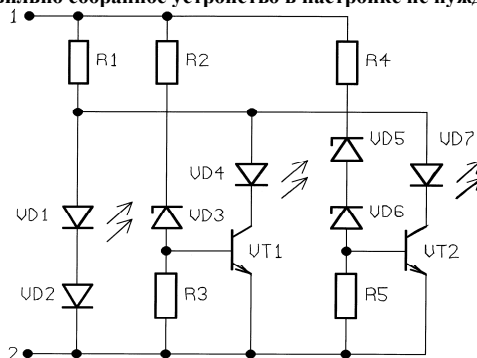 вильно собранное устройство в настройке не нужд
1
R1 R2 R4
VD5 VD7
VD4
VD1 VD3 VD6
VT1 VT2
VD2 R3 R5
2